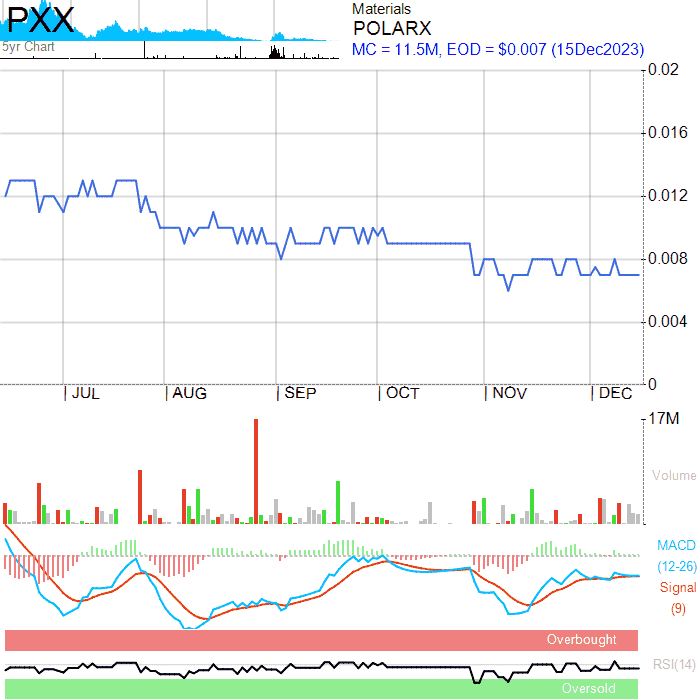 PXX
5yr Chart
Materials
POLARX
MC = 11.5M, EOD = $0.007 (15Dec2023)
0.02
0.016
0.012
0.008
0.004
0
JUL AUG SEP OCT NOV DEC
17M
Volume
MACD
(12-26)
Signal
(9)
Overbought
RSI(14)
Oversold